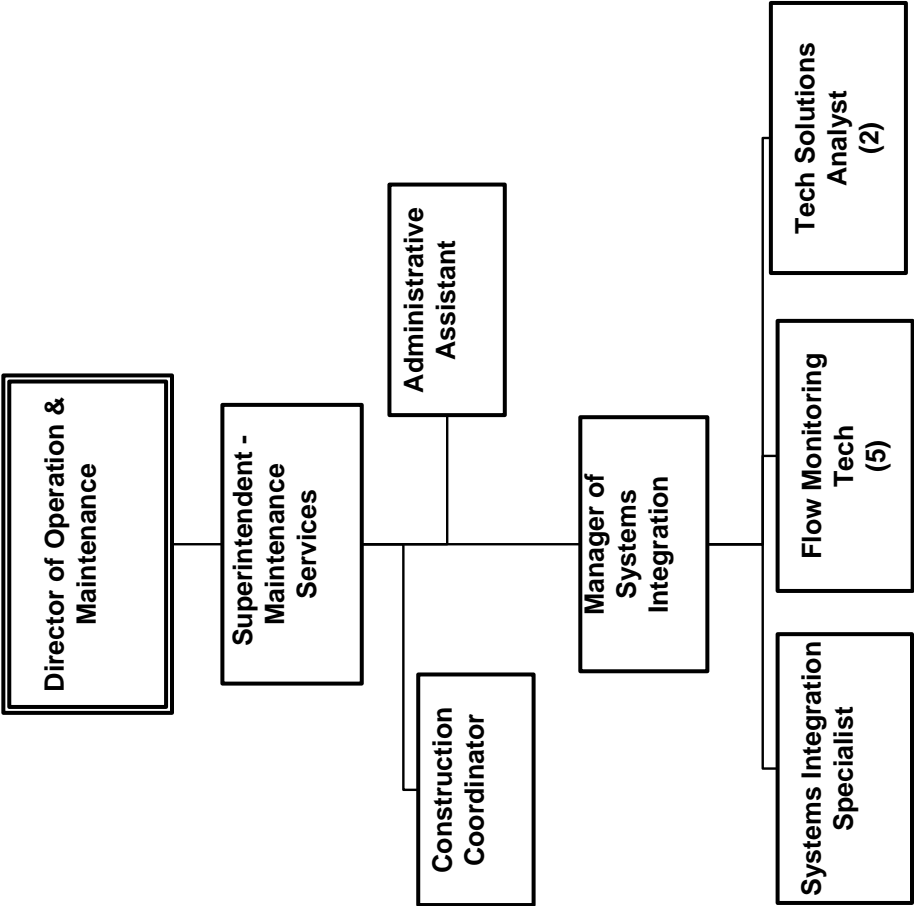 Director of Operation &
Maintenance
Superintendent -
Maintenance
Services
Administrative
Assistant
Construction
Coordinator
Manager of
Systems
Integration
Systems Integration
Specialist
Flow Monitoring
Tech
(5)
Tech Solutions
Analyst
(2)